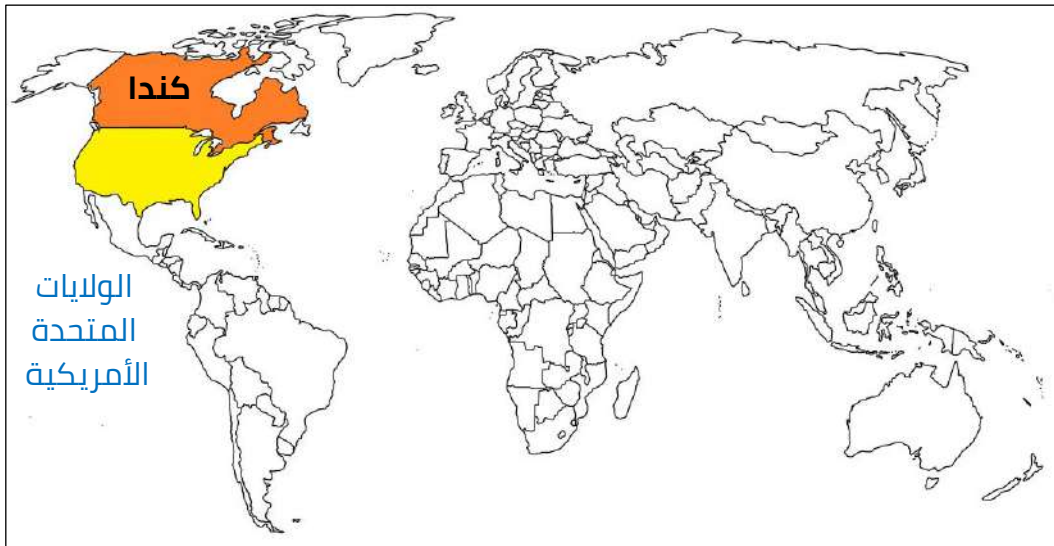 كندا
الولايات
المتحدة
الأمريكية